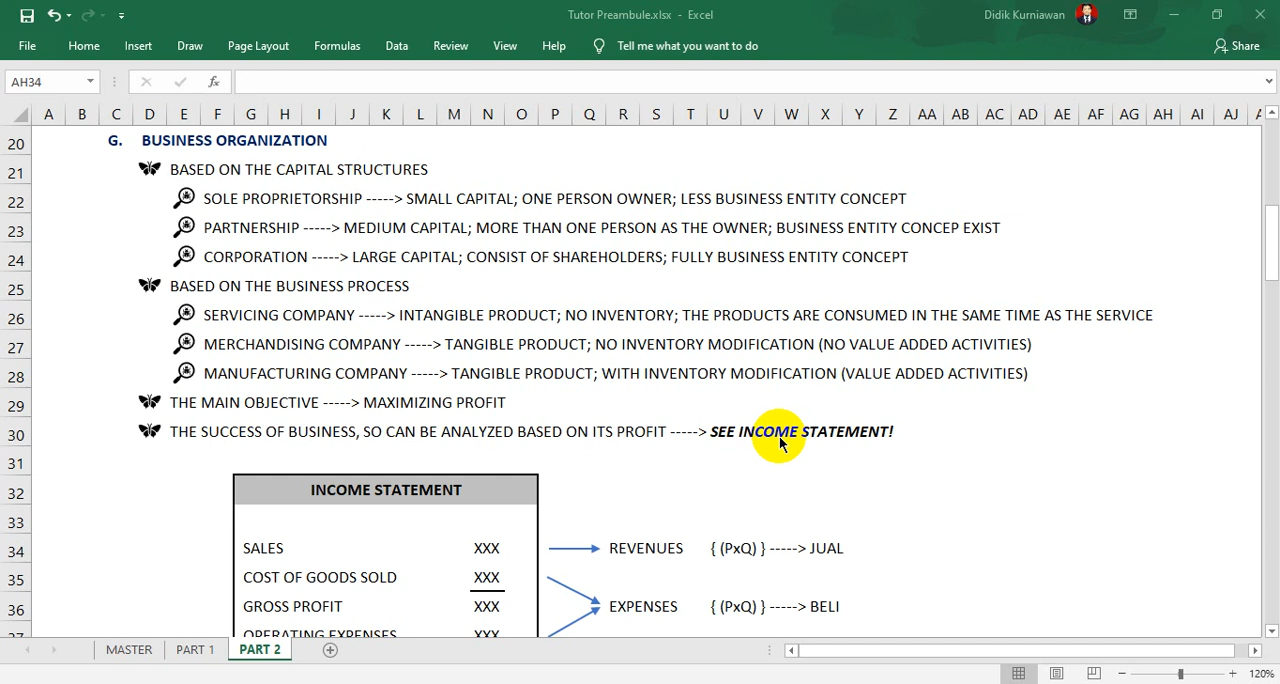 Tutor Preambule.xlsx - Excel
Didik Kurniawan
File Home Insert Draw Page Layout Formulas Data Review View Help Tell me what you want to do Share
AH34 fx
A B C D E F G H I J K L M N O P Q R S T U V W X Y Z AA AB AC AD AE AF AG AH AI AJ
20 G. BUSINESS ORGANIZATION
21 BASED ON THE CAPITAL STRUCTURES
22 SOLE PROPRIETORSHIP -----> SMALL CAPITAL; ONE PERSON OWNER; LESS BUSINESS ENTITY CONCEPT
23 PARTNERSHIP -----> MEDIUM CAPITAL; MORE THAN ONE PERSON AS THE OWNER; BUSINESS ENTITY CONCEP EXIST
24 CORPORATION -----> LARGE CAPITAL; CONSIST OF SHAREHOLDERS; FULLY BUSINESS ENTITY CONCEPT
25 BASED ON THE BUSINESS PROCESS
26 SERVICING COMPANY -----> INTANGIBLE PRODUCT; NO INVENTORY; THE PRODUCTS ARE CONSUMED IN THE SAME TIME AS THE SERVICE
27 MERCHANDISING COMPANY -----> TANGIBLE PRODUCT; NO INVENTORY MODIFICATION (NO VALUE ADDED ACTIVITIES)
28 MANUFACTURING COMPANY -----> TANGIBLE PRODUCT; WITH INVENTORY MODIFICATION (VALUE ADDED ACTIVITIES)
29 THE MAIN OBJECTIVE -----> MAXIMIZING PROFIT
30 THE SUCCESS OF BUSINESS, SO CAN BE ANALYZED BASED ON ITS PROFIT -----> SEE INCOME STATEMENT!
31
32 INCOME STATEMENT
33
34 SALES XXX REVENUES { (PxQ) } -----> JUAL
35 COST OF GOODS SOLD XXX
36 GROSS PROFIT XXX EXPENSES { (PxQ) } -----> BELI
37 OPERATING EXPENSES XXX
MASTER PART 1 PART 2
120%